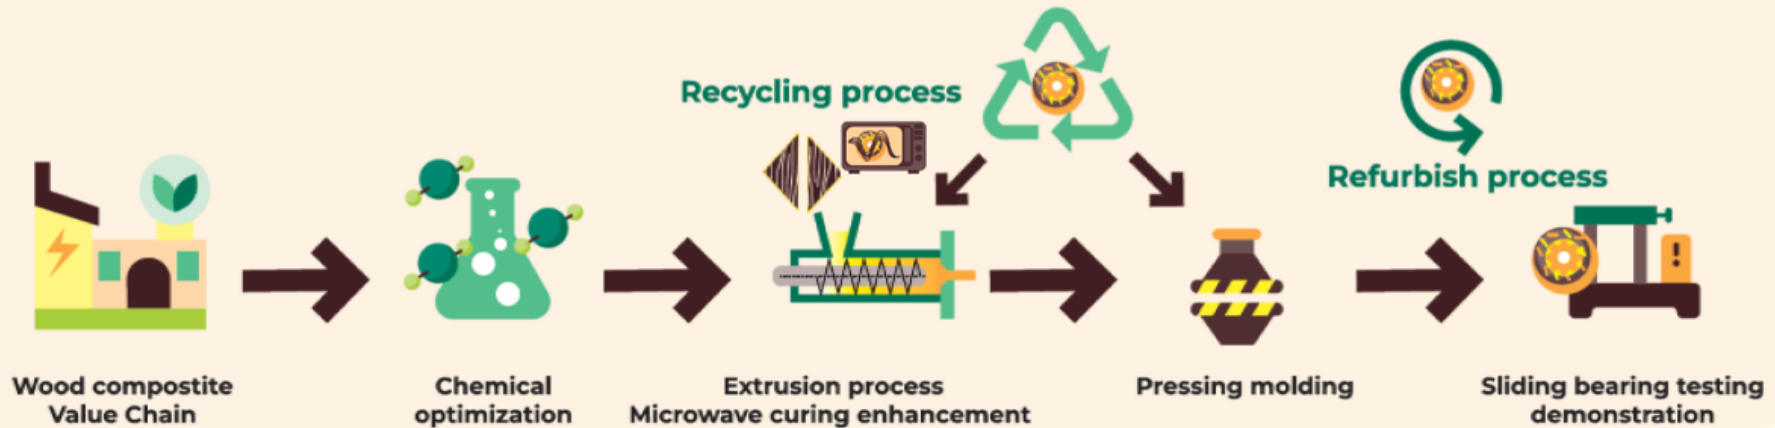 Recycling process
Refurbish process
Wood compostite
Value Chain
Chemical
optimization
Extrusion process
Microwave curing enhancement
Pressing molding
Sliding bearing testing
demonstration